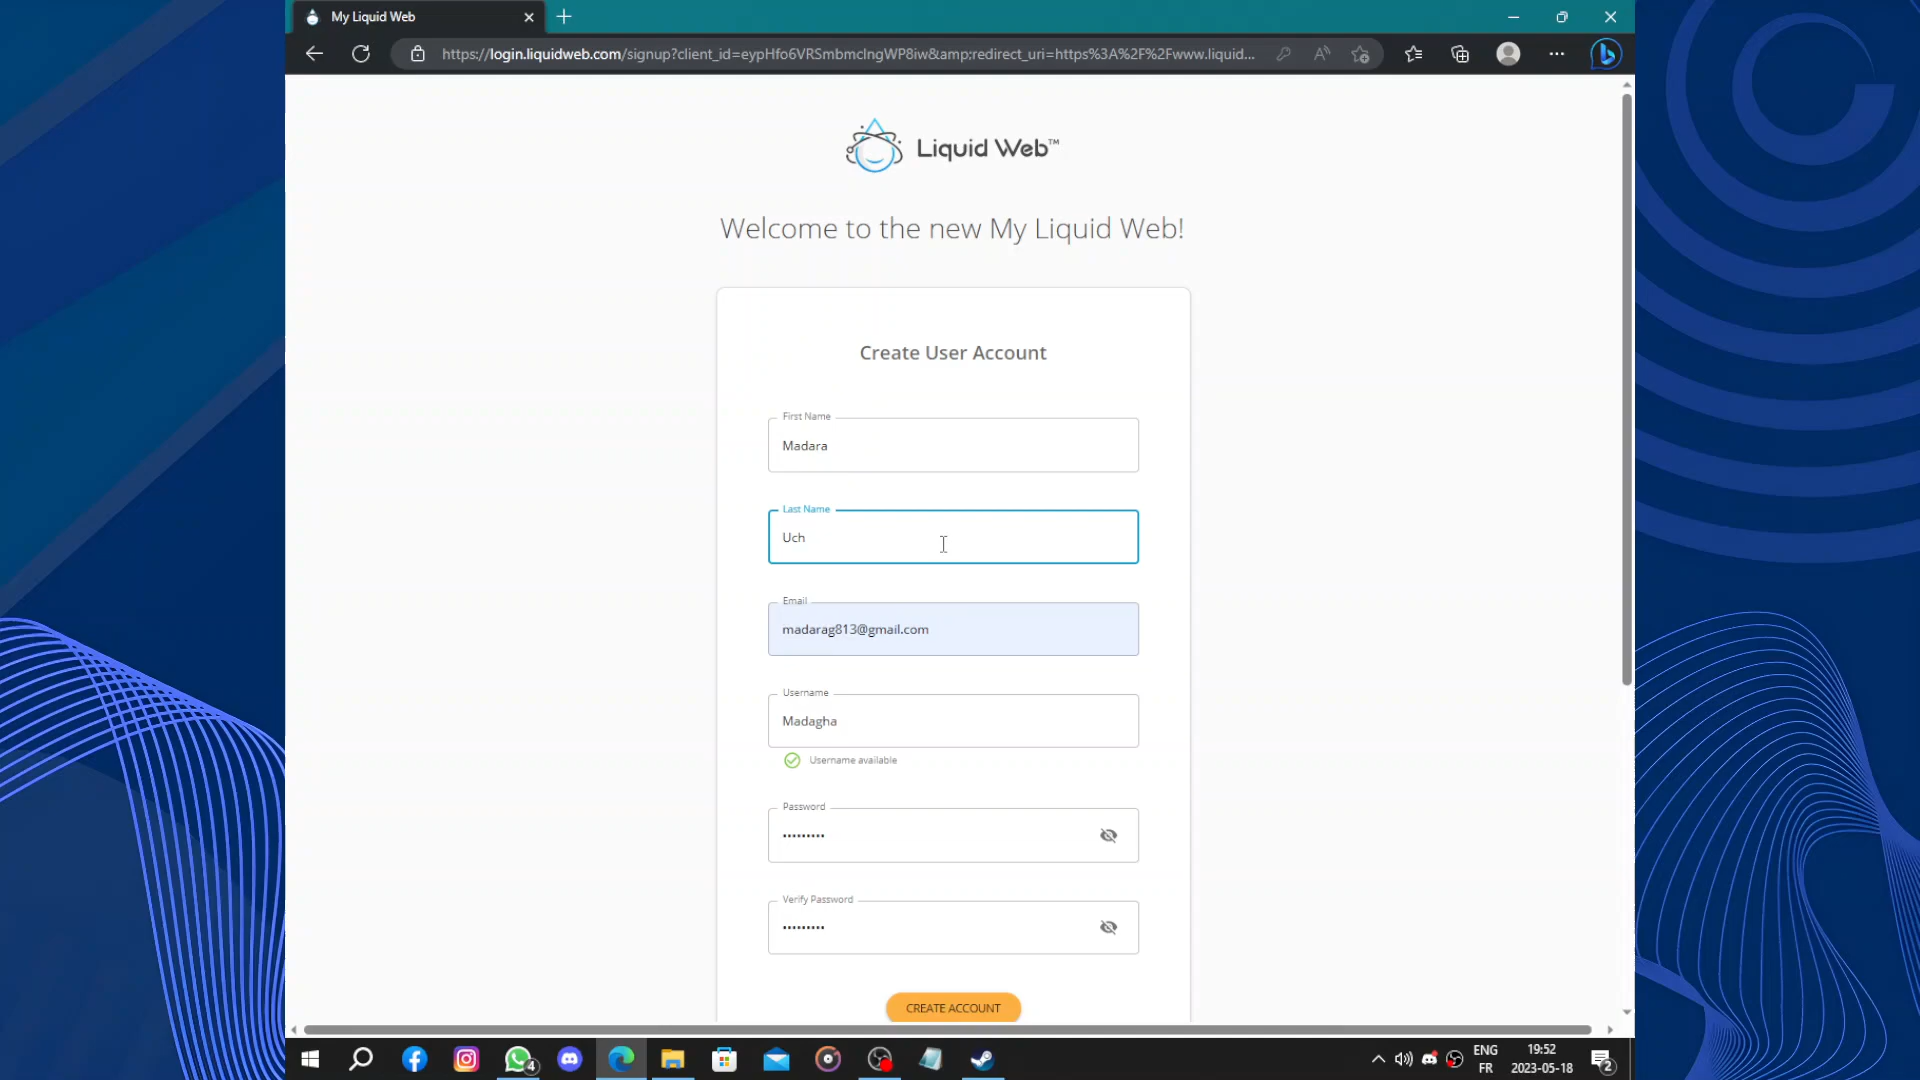 My Liquid Web
https://login.liquidweb.com/signup?client_id=eypHfo6VRSmbmcIngWP8iw&amp;redirect_uri=https%3A%2F%2Fwww.liquid...
Liquid Web™
Welcome to the new My Liquid Web!
Create User Account
First Name
Madara
Last Name
Uch
Email
madarag813@gmail.com
Username
Madagha
Username available
Password
•••••••••
Verify Password
•••••••••
CREATE ACCOUNT
4
ENG
FR
19:52
2023-05-18
2